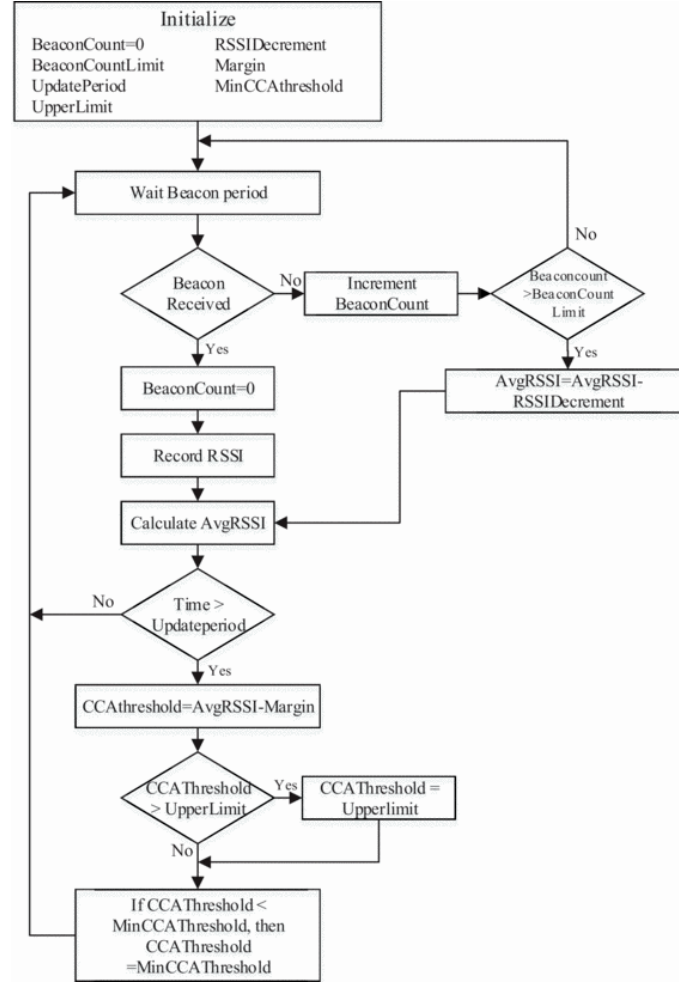 Initialize
BeaconCount=0
RSSIDecrement
BeaconCountLimit
Margin
UpdatePeriod
MinCCAthreshold
UpperLimit
Wait Beacon period
No
Beacon
Received
No
Increment
BeaconCount
Beaconcount
>BeaconCount
Limit
Yes
Yes
BeaconCount=0
AvgRSSI=AvgRSSI-
RSSIDecrement
Record RSSI
Calculate AvgRSSI
No
Time >
Updateperiod
Yes
CCAthreshold=AvgRSSI-Margin
CCAThreshold
> UpperLimit
Yes
CCAThreshold =
Upperlimit
No
If CCAThreshold <
MinCCAThreshold, then
CCAThreshold
=MinCCAThreshold